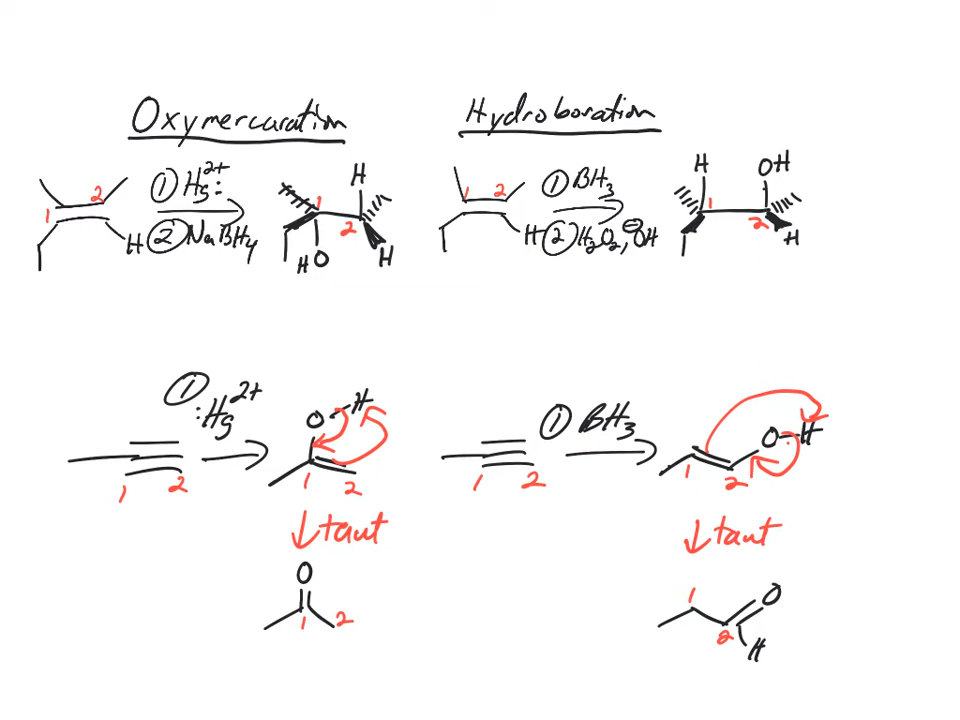 Oxymercuration
Hydroboration
1 2
① Hg²⁺:
② NaBH₄
H
H
1 2
H
HO
H
1 2
① BH₃
② H₂O₂, ⊖OH
H
H
OH
1 2
H
①
:Hg²⁺
1 2
O-H
1 2
① BH₃
1 2
O-H
1 2
↓taut
↓taut
O
1 2
1
O
2
H